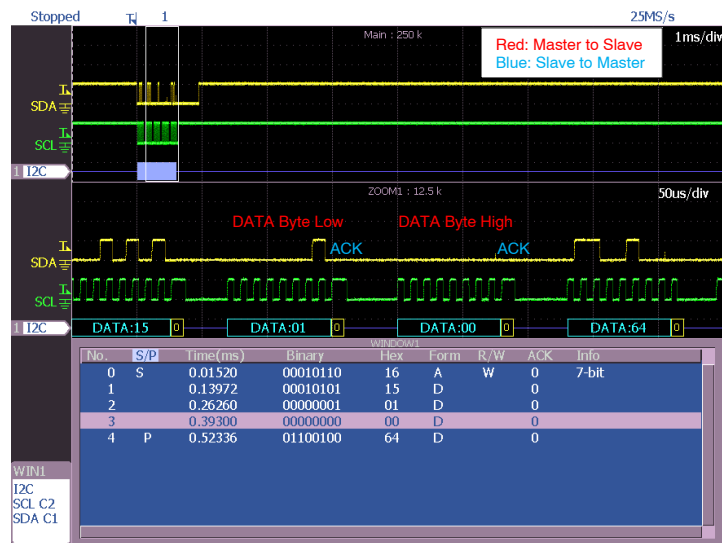 Stopped T 1 25MS/s
Main : 250 k 1ms/div
Red: Master to Slave
Blue: Slave to Master
T
SDA
T
SCL
1 I2C
ZOOM1 : 12.5 k 50us/div
DATA Byte Low DATA Byte High
T ACK ACK
SDA
T
SCL
1 I2C DATA:15 0 DATA:01 0 DATA:00 0 DATA:64 0
WINDOW1
No. S/P Time(ms) Binary Hex Form R/W ACK Info
0 S 0.01520 00010110 16 A W 0 7-bit
1 0.13972 00010101 15 D 0
2 0.26260 00000001 01 D 0
3 0.39300 00000000 00 D 0
4 P 0.52336 01100100 64 D 0
WIN1
I2C
SCL C2
SDA C1